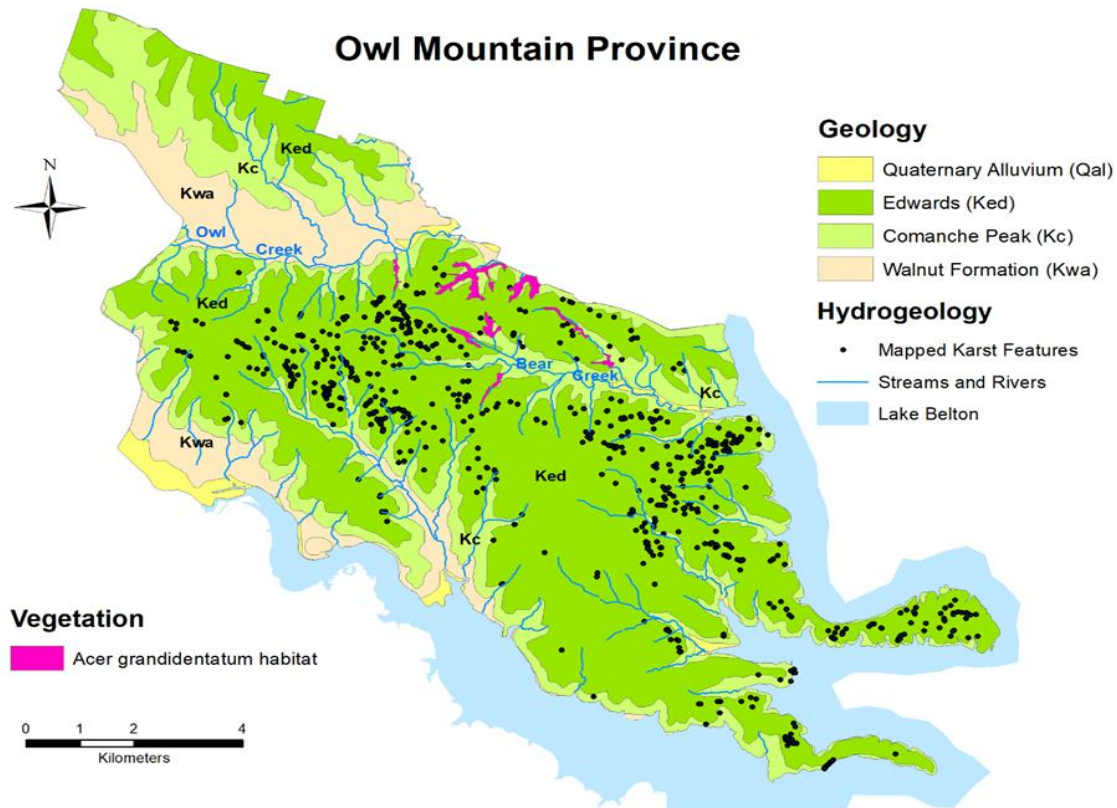 Owl Mountain Province
N
Geology
Quaternary Alluvium (Qal)
Edwards (Ked)
Comanche Peak (Kc)
Walnut Formation (Kwa)
Hydrogeology
Mapped Karst Features
Streams and Rivers
Lake Belton
Ked
Kc
Kwa
Owl
Creek
Ked
Bear
Creek
Kc
Kwa
Ked
Kc
Vegetation
Acer grandidentatum habitat
0 1 2 4
Kilometers